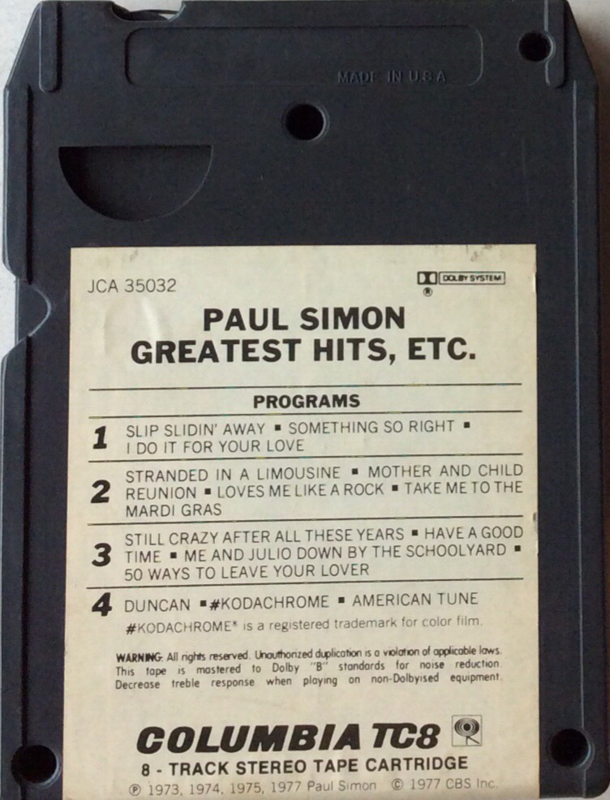 MADE IN U.S.A
JCA 35032
DOLBY SYSTEM
®
PAUL SIMON
GREATEST HITS, ETC.
PROGRAMS
1 SLIP SLIDIN' AWAY ▪ SOMETHING SO RIGHT ▪
I DO IT FOR YOUR LOVE
2 STRANDED IN A LIMOUSINE ▪ MOTHER AND CHILD
REUNION ▪ LOVES ME LIKE A ROCK ▪ TAKE ME TO THE
MARDI GRAS
3 STILL CRAZY AFTER ALL THESE YEARS ▪ HAVE A GOOD
TIME ▪ ME AND JULIO DOWN BY THE SCHOOLYARD ▪
50 WAYS TO LEAVE YOUR LOVER
4 DUNCAN ▪ #KODACHROME ▪ AMERICAN TUNE
#KODACHROME® is a registered trademark for color film.
WARNING: All rights reserved. Unauthorized duplication is a violation of applicable laws.
This tape is mastered to Dolby "B" standards for noise reduction.
Decrease treble response when playing on non-Dolbyised equipment.
COLUMBIA TC8
8 - TRACK STEREO TAPE CARTRIDGE
℗ 1973, 1974, 1975, 1977 Paul Simon © 1977 CBS Inc.